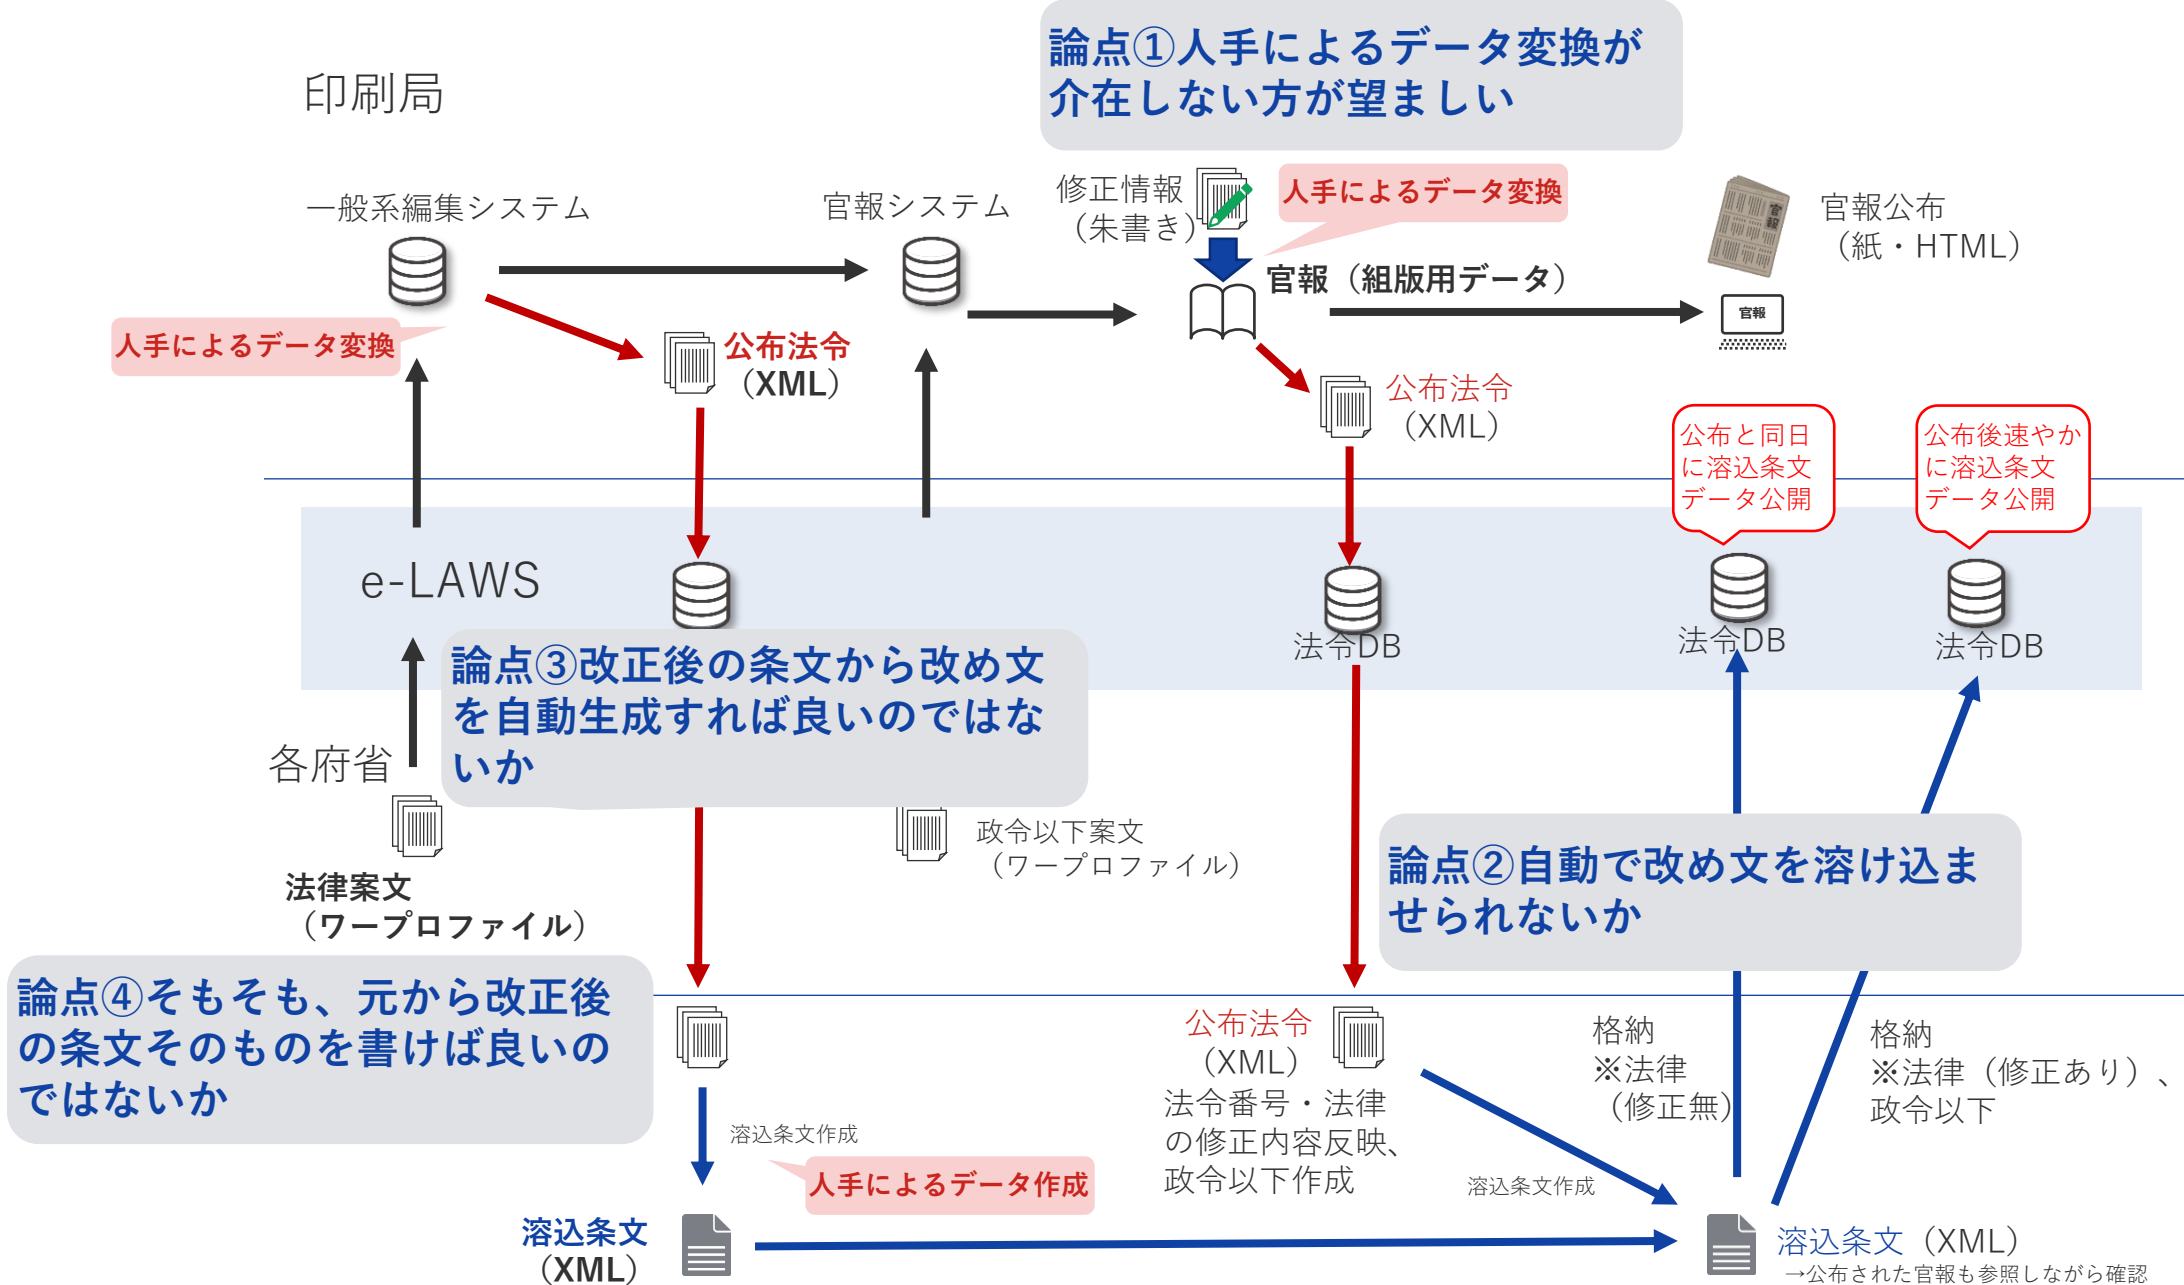 論点①人手によるデータ変換が
介在しない方が望ましい
印刷局
一般系編集システム
官報システム
修正情報
（朱書き）
人手によるデータ変換
官報公布
（紙・HTML）
官報（組版用データ）
官報
人手によるデータ変換
公布法令
（XML）
公布法令
（XML）
公布と同日
に溶込条文
データ公開
公布後速やか
に溶込条文
データ公開
e-LAWS
法令DB
法令DB
法令DB
論点③改正後の条文から改め文
を自動生成すれば良いのではな
いか
各府省
法律案文
（ワープロファイル）
政令以下案文
（ワープロファイル）
論点②自動で改め文を溶け込ま
せられないか
論点④そもそも、元から改正後
の条文そのものを書けば良いの
ではないか
公布法令
（XML）
法令番号・法律
の修正内容反映、
政令以下作成
格納
※法律
（修正無）
格納
※法律（修正あり）、
政令以下
溶込条文作成
人手によるデータ作成
溶込条文作成
溶込条文
（XML）
溶込条文（XML）
→公布された官報も参照しながら確認